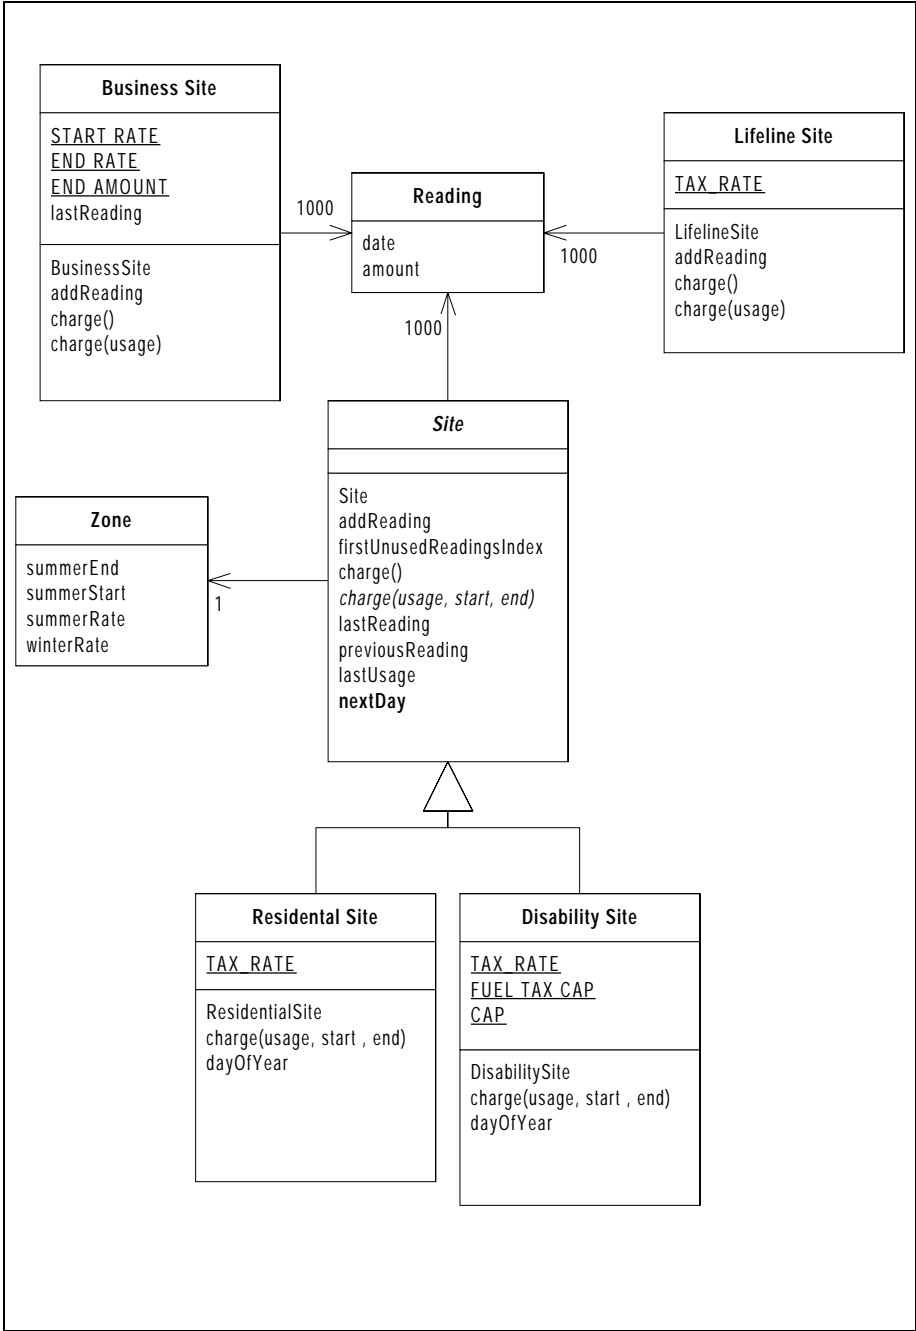 Business Site
START RATE
END RATE
END AMOUNT
lastReading
BusinessSite
addReading
charge()
charge(usage)
1000
Reading
date
amount
1000
Lifeline Site
TAX_RATE
LifelineSite
addReading
charge()
charge(usage)
1000
Site
Site
addReading
firstUnusedReadingsIndex
charge()
charge(usage, start, end)
lastReading
previousReading
lastUsage
nextDay
Zone
summerEnd
summerStart
summerRate
winterRate
1
Residental Site
TAX_RATE
ResidentialSite
charge(usage, start , end)
dayOfYear
Disability Site
TAX_RATE
FUEL TAX CAP
CAP
DisabilitySite
charge(usage, start , end)
dayOfYear